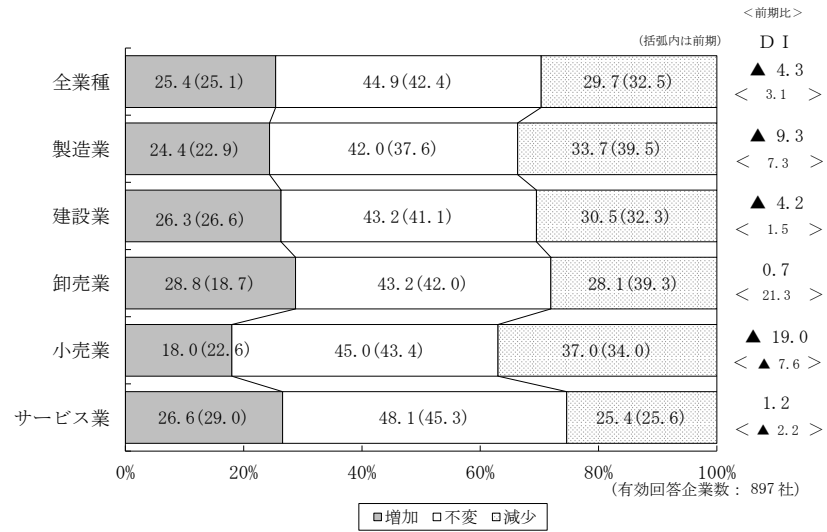 <前期比>
(括弧内は前期) ＤＩ
全業種 25.4(25.1) 44.9(42.4) 29.7(32.5) ▲ 4.3
< 3.1 >
製造業 24.4(22.9) 42.0(37.6) 33.7(39.5) ▲ 9.3
< 7.3 >
建設業 26.3(26.6) 43.2(41.1) 30.5(32.3) ▲ 4.2
< 1.5 >
卸売業 28.8(18.7) 43.2(42.0) 28.1(39.3) 0.7
< 21.3 >
小売業 18.0(22.6) 45.0(43.4) 37.0(34.0) ▲ 19.0
< ▲ 7.6 >
サービス業 26.6(29.0) 48.1(45.3) 25.4(25.6) 1.2
< ▲ 2.2 >
0% 20% 40% 60% 80% 100%
(有効回答企業数：897社)
増加 不変 減少